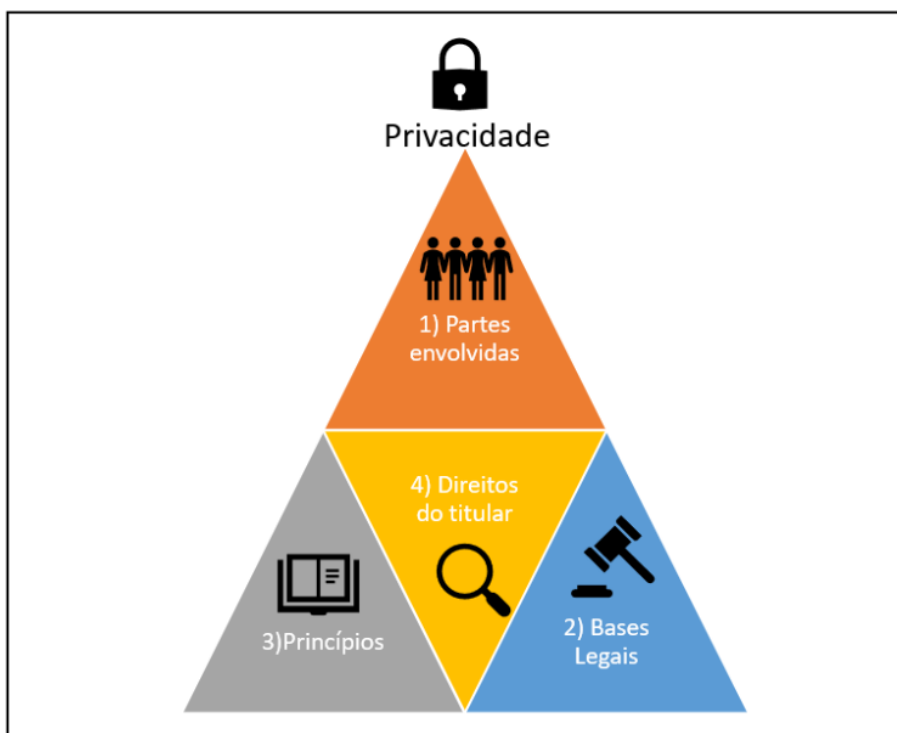 Privacidade
1) Partes
envolvidas
4) Direitos
do titular
3)Princípios
2) Bases
Legais